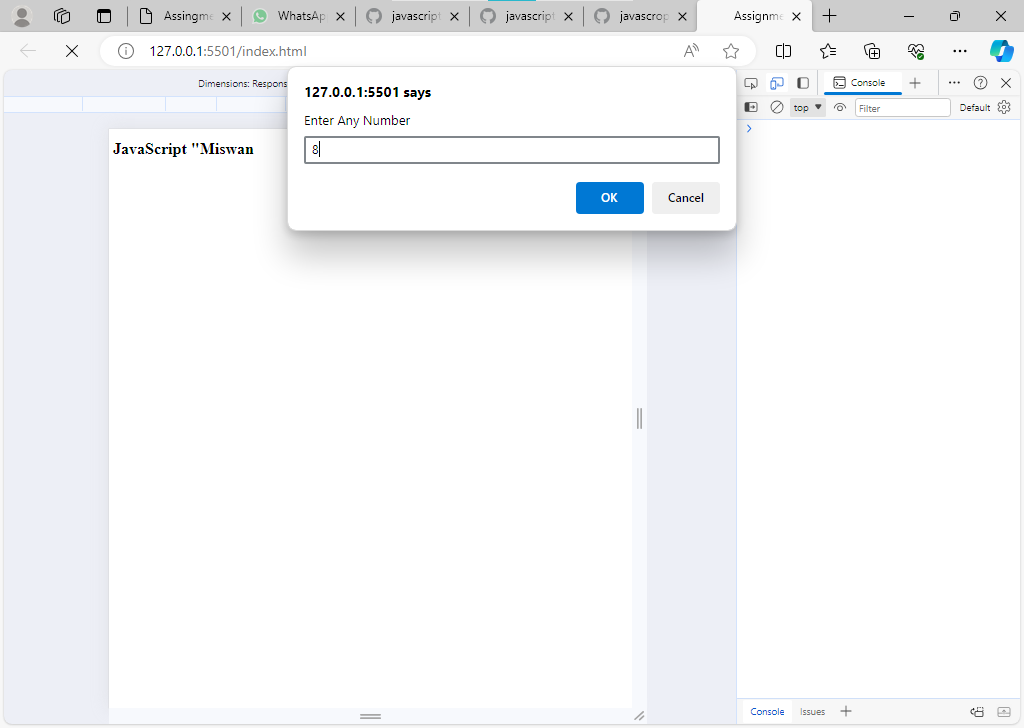 Assingme
WhatsAp
javascript
javascript
javascrop
Assignme
127.0.0.1:5501/index.html
Dimensions: Respons
127.0.0.1:5501 says
Enter Any Number
8
OK
Cancel
Console
top
Filter
Default
JavaScript "Miswan
Console
Issues